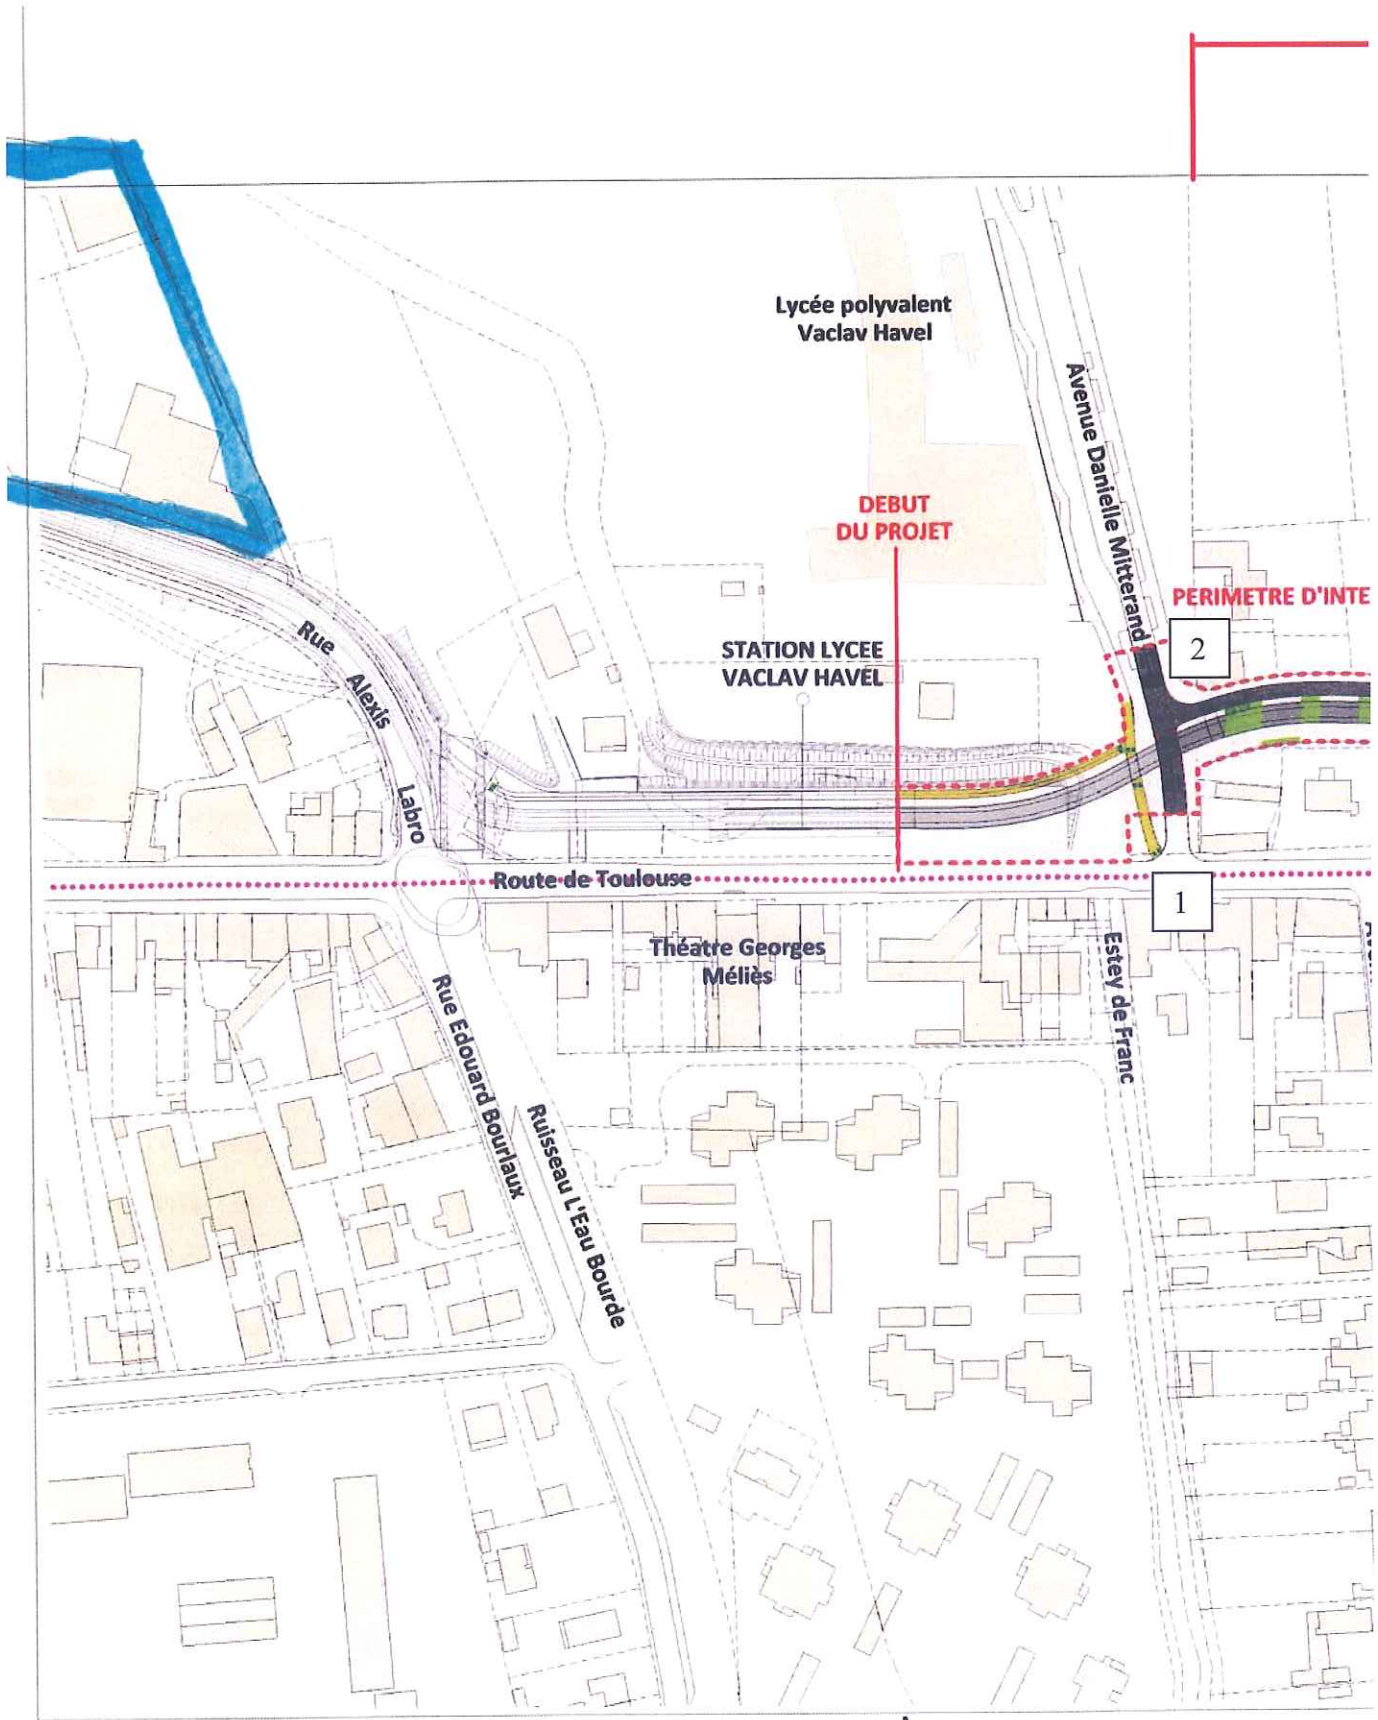 Lycée polyvalent
Vaclav Havel
Avenue Danielle Mitterand
DEBUT
DU PROJET
PERIMETRE D'INTE
2
STATION LYCEE
VACLAV HAVEL
Rue
Alexis
Labro
Route de Toulouse
1
Théatre Georges
Méliès
Estey de Franc
Rue Edouard Bourlaux
Ruisseau L'Eau Bourde